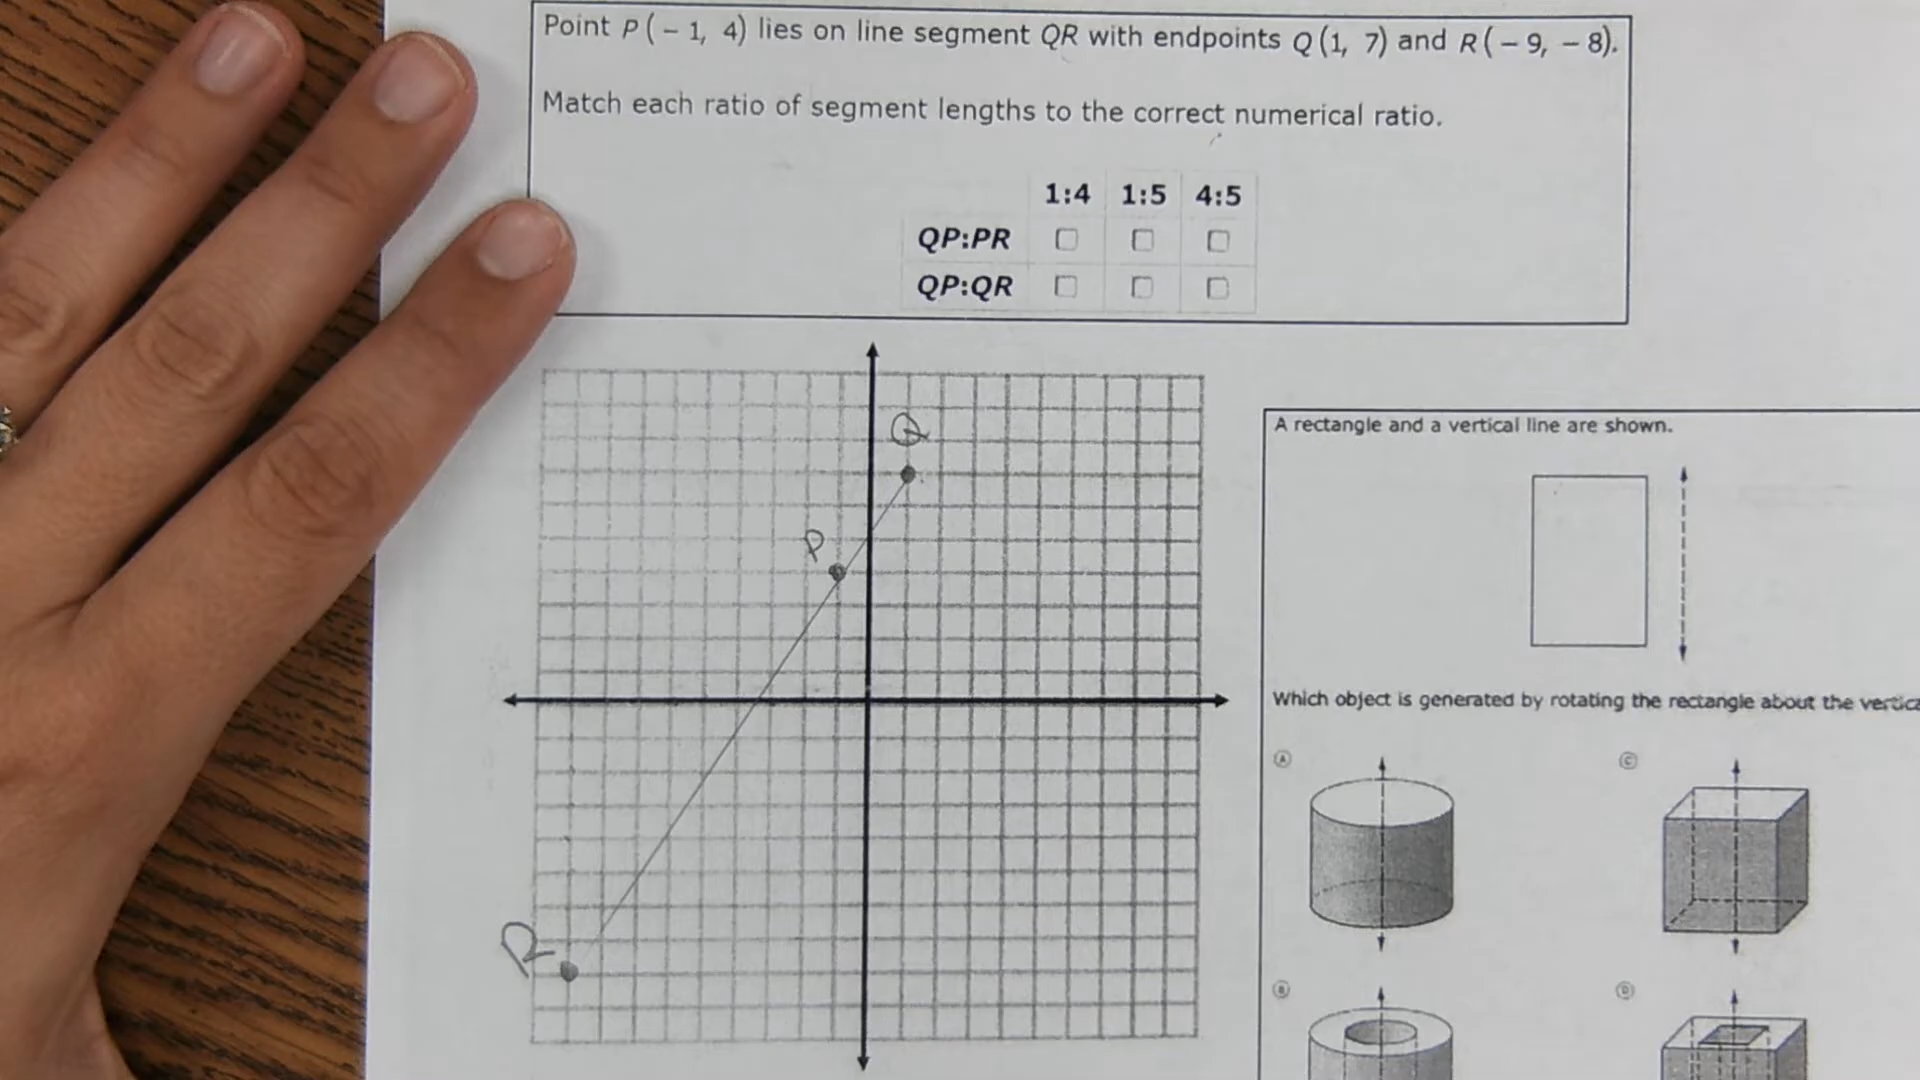 Point P(−1, 4) lies on line segment QR with endpoints Q(1, 7) and R(−9, −8).
Match each ratio of segment lengths to the correct numerical ratio.
1:4 1:5 4:5
QP:PR
QP:QR
Q
P
R
A rectangle and a vertical line are shown.
Which object is generated by rotating the rectangle about the
A
C
B
D